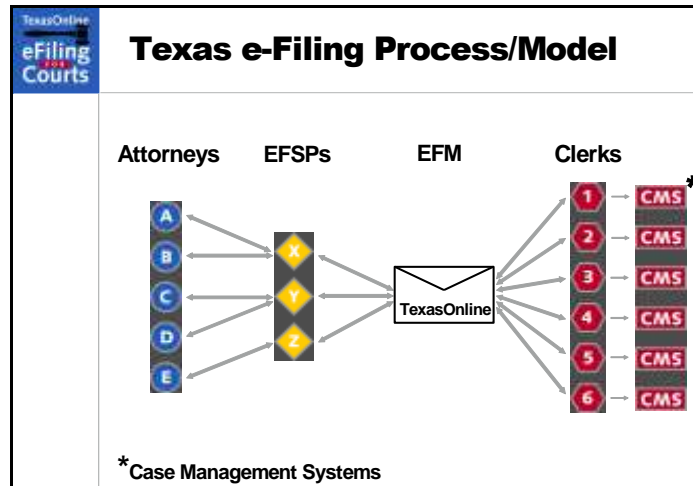 TexasOnline
eFiling
FOR
Courts
Texas e-Filing Process/Model
Attorneys EFSPs EFM Clerks
A
B
C
D
E
X
Y
Z
TexasOnline
1 CMS *
2 CMS
3 CMS
4 CMS
5 CMS
6 CMS
*Case Management Systems